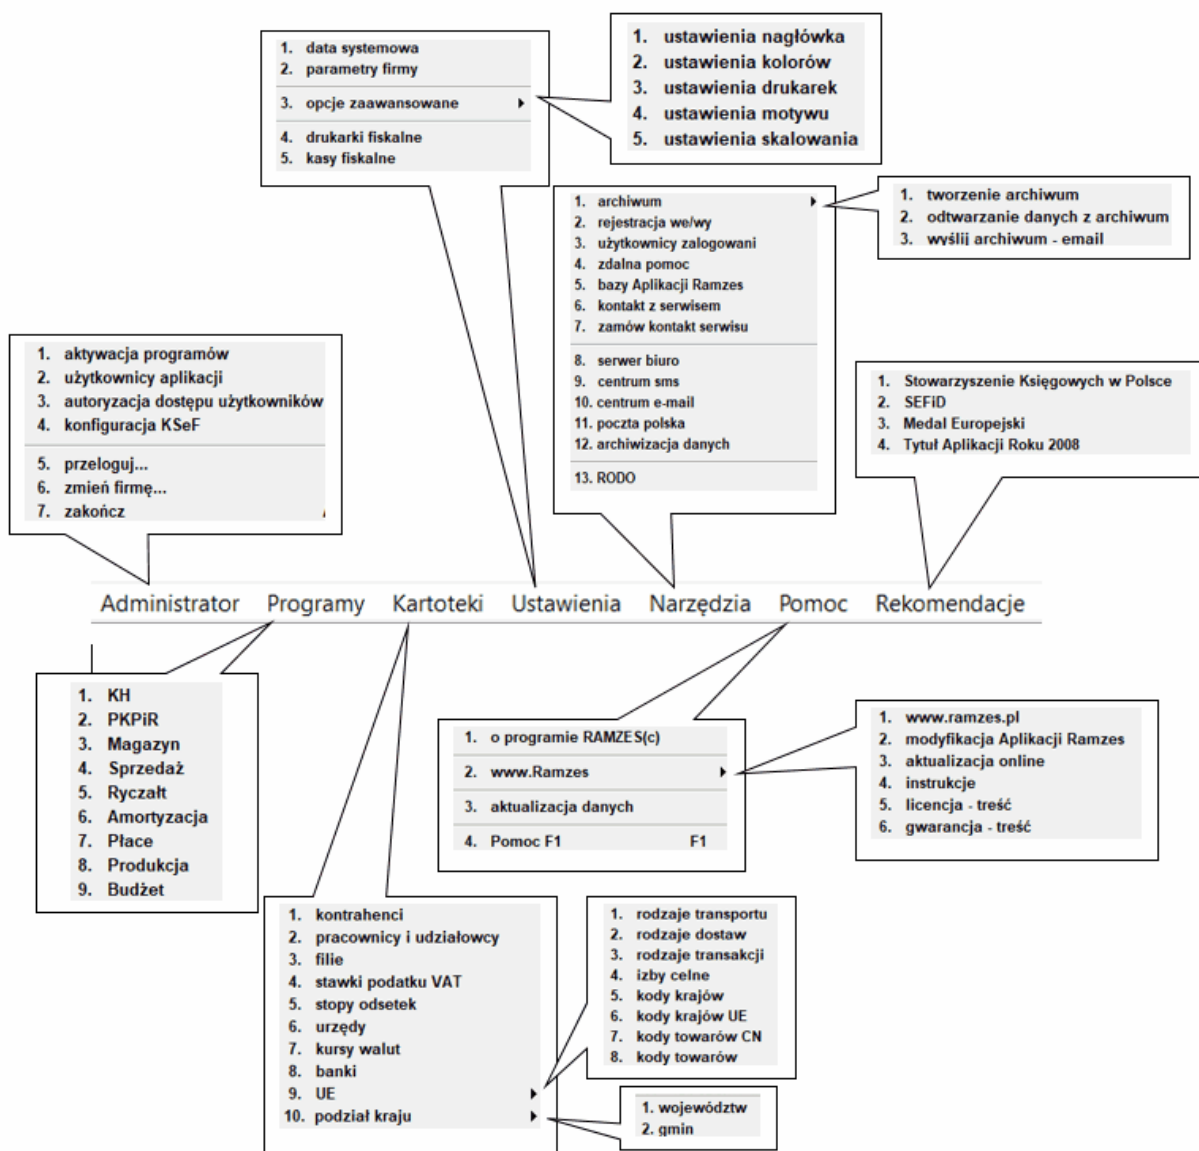 1. data systemowa
2. parametry firmy
3. opcje zaawansowane
4. drukarki fiskalne
5. kasy fiskalne
1. ustawienia nagłówka
2. ustawienia kolorów
3. ustawienia drukarek
4. ustawienia motywu
5. ustawienia skalowania
1. archiwum
2. rejestracja we/wy
3. użytkownicy zalogowani
4. zdalna pomoc
5. bazy Aplikacji Ramzes
6. kontakt z serwisem
7. zamów kontakt serwisu
8. serwer biuro
9. centrum sms
10. centrum e-mail
11. poczta polska
12. archiwizacja danych
13. RODO
1. tworzenie archiwum
2. odtwarzanie danych z archiwum
3. wyślij archiwum - email
1. aktywacja programów
2. użytkownicy aplikacji
3. autoryzacja dostępu użytkowników
4. konfiguracja KSeF
5. przeloguj...
6. zmień firmę...
7. zakończ
1. Stowarzyszenie Księgowych w Polsce
2. SEFiD
3. Medal Europejski
4. Tytuł Aplikacji Roku 2008
Administrator Programy Kartoteki Ustawienia Narzędzia Pomoc Rekomendacje
1. KH
2. PKPiR
3. Magazyn
4. Sprzedaż
5. Ryczałt
6. Amortyzacja
7. Płace
8. Produkcja
9. Budżet
1. o programie RAMZES(c)
2. www.Ramzes
3. aktualizacja danych
4. Pomoc F1 F1
1. www.ramzes.pl
2. modyfikacja Aplikacji Ramzes
3. aktualizacja online
4. instrukcje
5. licencja - treść
6. gwarancja - treść
1. kontrahenci
2. pracownicy i udziałowcy
3. filie
4. stawki podatku VAT
5. stopy odsetek
6. urzędy
7. kursy walut
8. banki
9. UE
10. podział kraju
1. rodzaje transportu
2. rodzaje dostaw
3. rodzaje transakcji
4. izby celne
5. kody krajów
6. kody krajów UE
7. kody towarów CN
8. kody towarów
1. województw
2. gmin